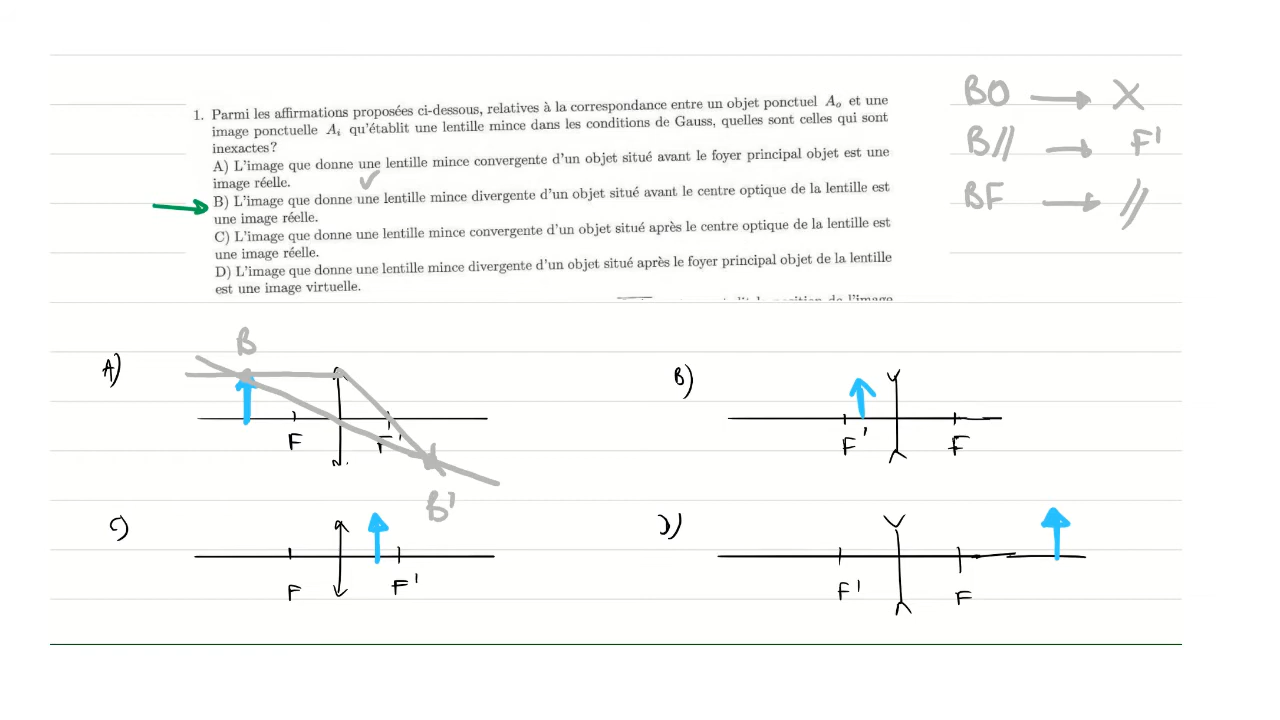 1. Parmi les affirmations proposées ci-dessous, relatives à la correspondance entre un objet ponctuel Ao et une
image ponctuelle Ai qu'établit une lentille mince dans les conditions de Gauss, quelles sont celles qui sont
inexactes ?
A) L'image que donne une lentille mince convergente d'un objet situé avant le foyer principal objet est une
image réelle.
B) L'image que donne une lentille mince divergente d'un objet situé avant le centre optique de la lentille est
une image réelle.
C) L'image que donne une lentille mince convergente d'un objet situé après le centre optique de la lentille est
une image réelle.
D) L'image que donne une lentille mince divergente d'un objet situé après le foyer principal objet de la lentille
est une image virtuelle.
position de l'image
BO → X
B// → F'
BF → //
A)
B
F
F'
B'
B)
F'
F
C)
F
F'
D)
F'
F